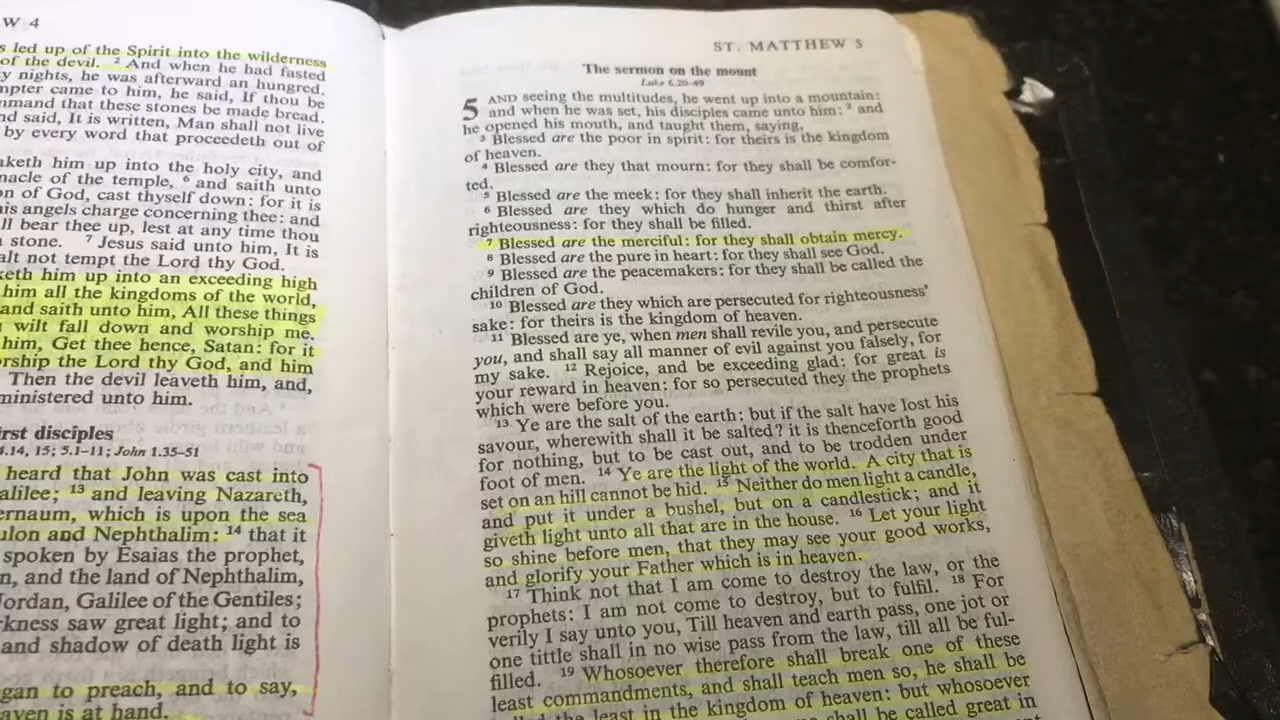 W 4
s led up of the Spirit into the wilderness
of the devil. 2 And when he had fasted
y nights, he was afterward an hungred.
mpter came to him, he said, If thou be
mmand that these stones be made bread.
nd said, It is written, Man shall not live
by every word that proceedeth out of
aketh him up into the holy city, and
nacle of the temple, 6 and saith unto
on of God, cast thyself down: for it is
is angels charge concerning thee: and
ll bear thee up, lest at any time thou
stone. 7 Jesus said unto him, It is
alt not tempt the Lord thy God.
keth him up into an exceeding high
him all the kingdoms of the world,
and saith unto him, All these things
wilt fall down and worship me.
him, Get thee hence, Satan: for it
orship the Lord thy God, and him
Then the devil leaveth him, and,
ministered unto him.
irst disciples
4.14, 15; 5.1–11; John 1.35–51
heard that John was cast into
alilee; 13 and leaving Nazareth,
ernaum, which is upon the sea
ulon and Nephthalim: 14 that it
spoken by Esaias the prophet,
n, and the land of Nephthalim,
Jordan, Galilee of the Gentiles;
rkness saw great light; and to
and shadow of death light is
gan to preach, and to say,
aven is at hand.
ST. MATTHEW 5
The sermon on the mount
Luke 6.20–49
5 AND seeing the multitudes, he went up into a mountain:
and when he was set, his disciples came unto him: 2 and
he opened his mouth, and taught them, saying,
3 Blessed are the poor in spirit: for theirs is the kingdom
of heaven.
4 Blessed are they that mourn: for they shall be comfor-
ted.
5 Blessed are the meek: for they shall inherit the earth.
6 Blessed are they which do hunger and thirst after
righteousness: for they shall be filled.
7 Blessed are the merciful: for they shall obtain mercy.
8 Blessed are the pure in heart: for they shall see God.
9 Blessed are the peacemakers: for they shall be called the
children of God.
10 Blessed are they which are persecuted for righteousness'
sake: for theirs is the kingdom of heaven.
11 Blessed are ye, when men shall revile you, and persecute
you, and shall say all manner of evil against you falsely, for
my sake. 12 Rejoice, and be exceeding glad: for great is
your reward in heaven: for so persecuted they the prophets
which were before you.
13 Ye are the salt of the earth: but if the salt have lost his
savour, wherewith shall it be salted? it is thenceforth good
for nothing, but to be cast out, and to be trodden under
foot of men. 14 Ye are the light of the world. A city that is
set on an hill cannot be hid. 15 Neither do men light a candle,
and put it under a bushel, but on a candlestick; and it
giveth light unto all that are in the house. 16 Let your light
so shine before men, that they may see your good works,
and glorify your Father which is in heaven.
17 Think not that I am come to destroy the law, or the
prophets: I am not come to destroy, but to fulfil. 18 For
verily I say unto you, Till heaven and earth pass, one jot or
one tittle shall in no wise pass from the law, till all be ful-
filled. 19 Whosoever therefore shall break one of these
least commandments, and shall teach men so, he shall be
the least in the kingdom of heaven: but whosoever
shall be called great in